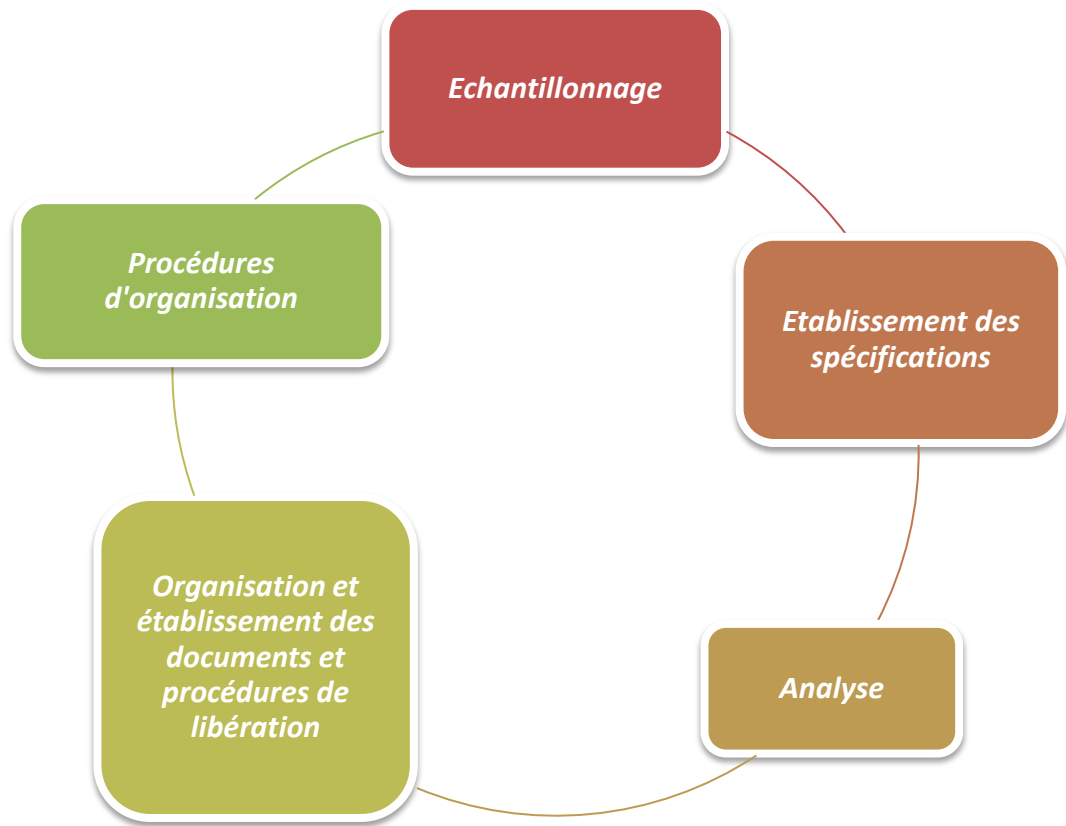 Echantillonnage
Etablissement des
spécifications
Analyse
Organisation et
établissement des
documents et
procédures de
libération
Procédures
d'organisation